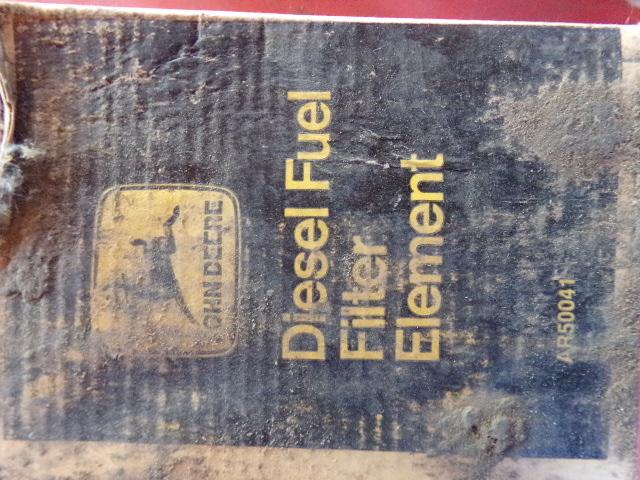 JOHN DEERE
Diesel Fuel
Filter
Element
AR50041